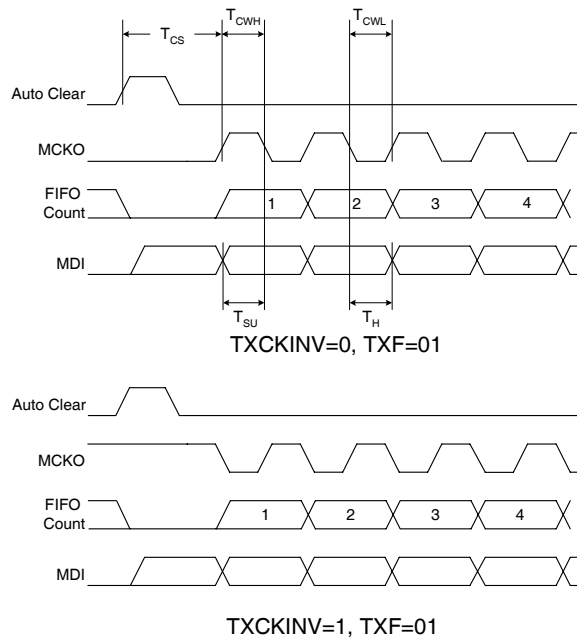 T_CS T_CWH T_CWL
Auto Clear
MCKO
FIFO
Count 1 2 3 4
MDI
T_SU T_H
TXCKINV=0, TXF=01
Auto Clear
MCKO
FIFO
Count 1 2 3 4
MDI
TXCKINV=1, TXF=01